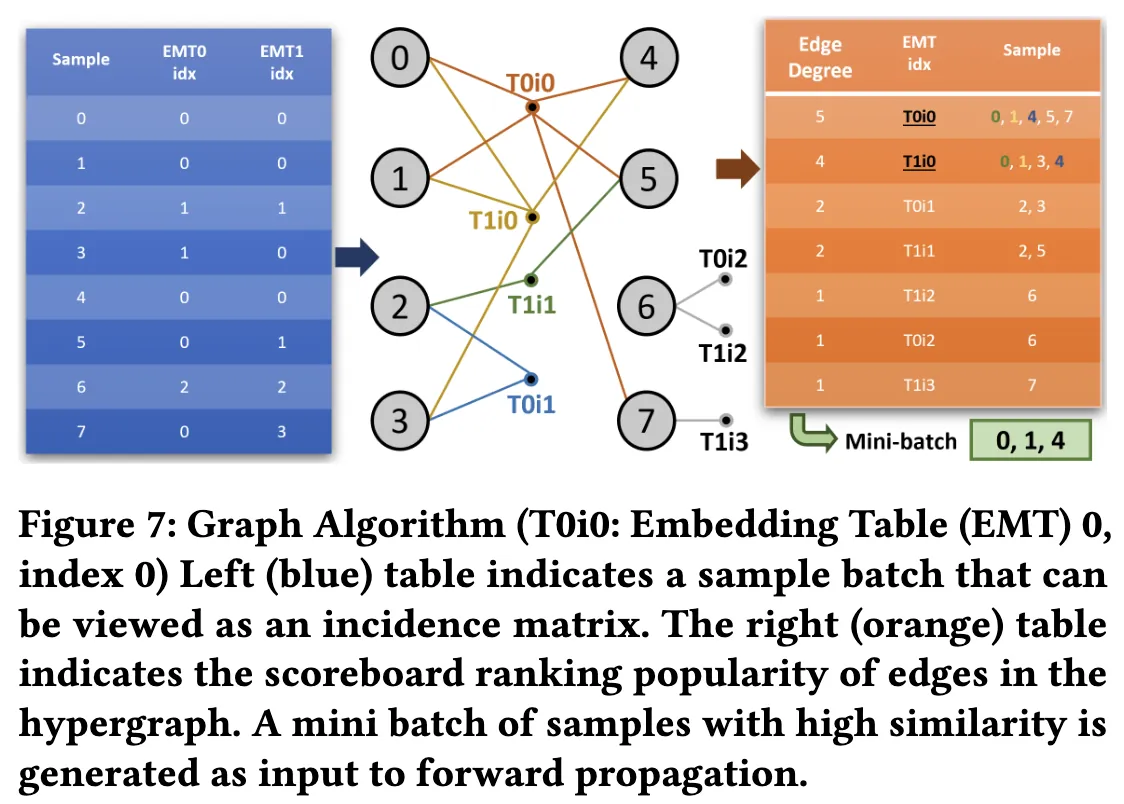 Sample EMT0 idx EMT1 idx
0 0 0
1 0 0
2 1 1
3 1 0
4 0 0
5 0 1
6 2 2
7 0 3
0
1
2
3
4
5
6
7
T0i0
T1i0
T1i1
T0i1
T0i2
T1i2
T1i3
Edge Degree EMT idx Sample
5 T0i0 0, 1, 4, 5, 7
4 T1i0 0, 1, 3, 4
2 T0i1 2, 3
2 T1i1 2, 5
1 T1i2 6
1 T0i2 6
1 T1i3 7
Mini-batch 0, 1, 4
Figure 7: Graph Algorithm (T0i0: Embedding Table (EMT) 0,
index 0) Left (blue) table indicates a sample batch that can
be viewed as an incidence matrix. The right (orange) table
indicates the scoreboard ranking popularity of edges in the
hypergraph. A mini batch of samples with high similarity is
generated as input to forward propagation.